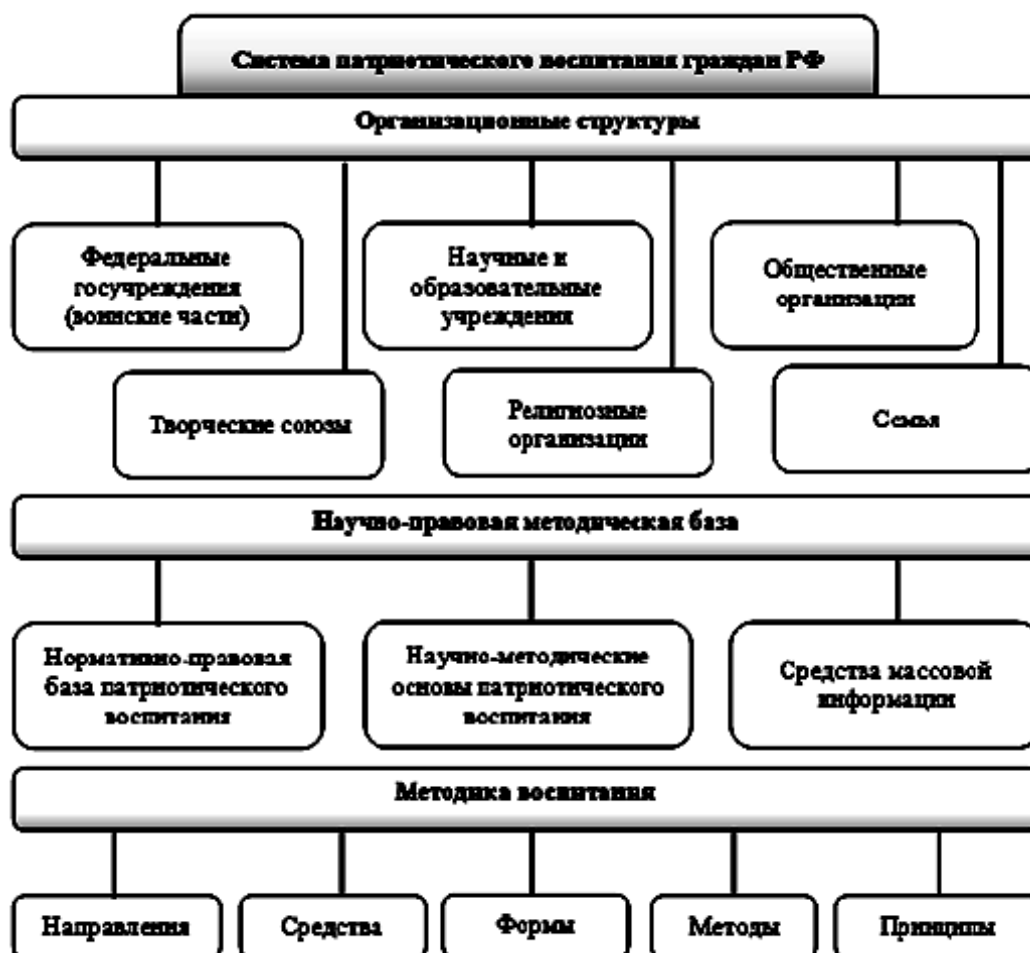 Система патриотического воспитания граждан РФ
Организационные структуры
Федеральные
госучреждения
(воинские части)
Научные и
образовательные
учреждения
Общественные
организации
Творческие союзы
Религиозные
организации
Семья
Научно-правовая методическая база
Нормативно-правовая
база патриотического
воспитания
Научно-методические
основы патриотического
воспитания
Средства массовой
информации
Методика воспитания
Направления
Средства
Формы
Методы
Принципы